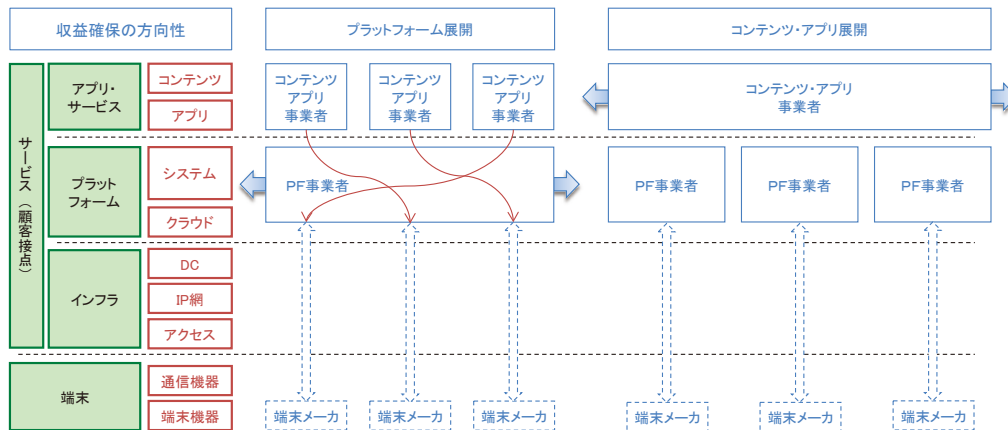 収益確保の方向性
プラットフォーム展開
コンテンツ・アプリ展開
サービス（顧客接点）
アプリ・
サービス
コンテンツ
アプリ
コンテンツ
アプリ
事業者
コンテンツ
アプリ
事業者
コンテンツ
アプリ
事業者
コンテンツ・アプリ
事業者
プラット
フォーム
システム
クラウド
PF事業者
PF事業者
PF事業者
PF事業者
インフラ
DC
IP網
アクセス
端末
通信機器
端末機器
端末メーカ
端末メーカ
端末メーカ
端末メーカ
端末メーカ
端末メーカ